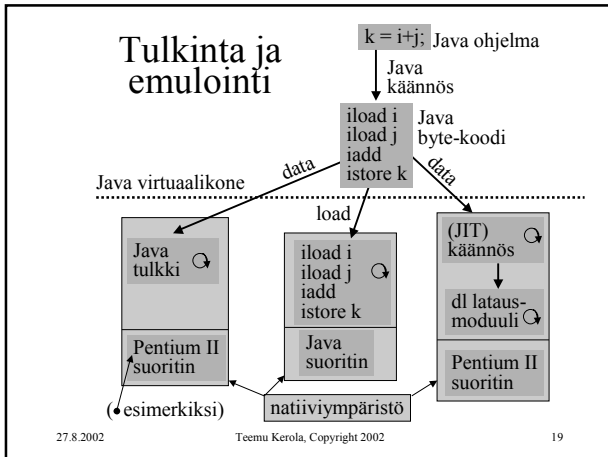 Tulkinta ja
emulointi
k = i+j;
Java ohjelma
Java
käännös
iload i
iload j
iadd
istore k
Java
byte-koodi
data
data
Java virtuaalikone
load
Java
tulkki
Pentium II
suoritin
iload i
iload j
iadd
istore k
Java
suoritin
(JIT)
käännös
dl lataus-
moduuli
Pentium II
suoritin
( esimerkiksi)
natiiviympäristö
27.8.2002
Teemu Kerola, Copyright 2002
19